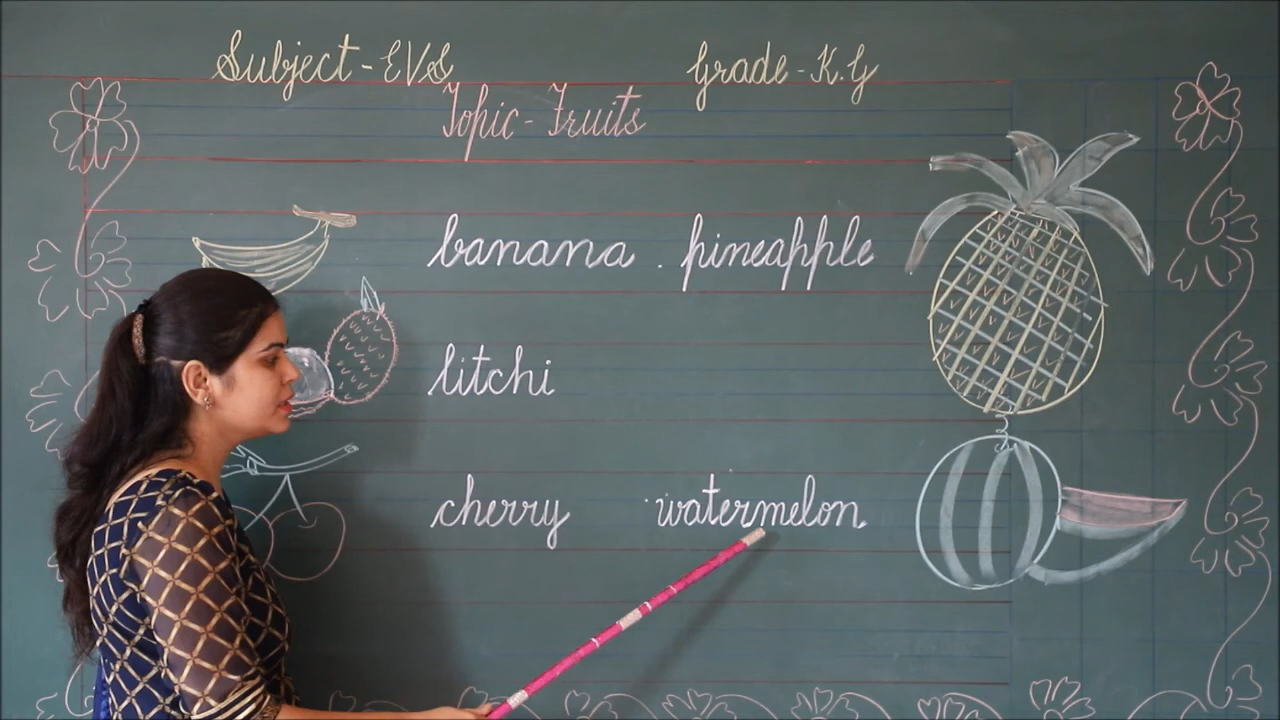 Subject - EVS Grade - K.G
Topic - Fruits
banana . pineapple
litchi
cherry watermelon